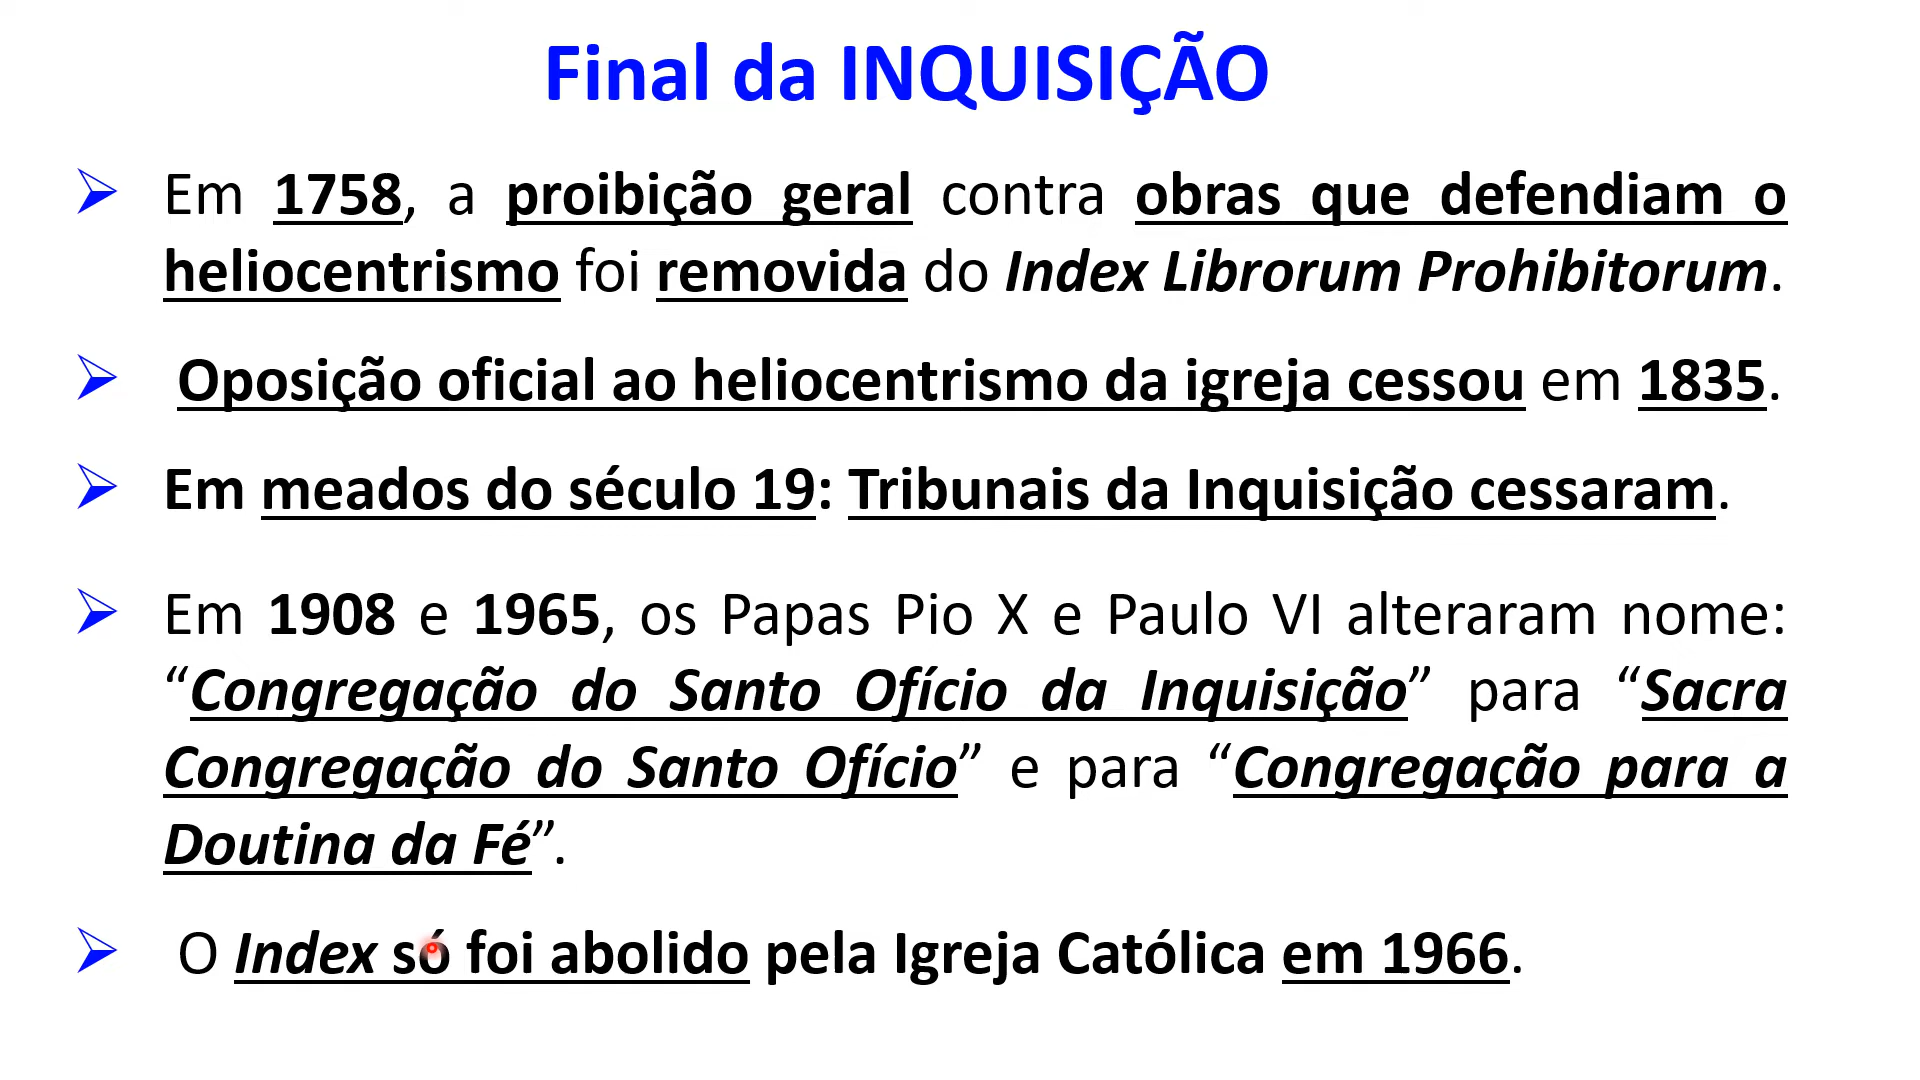 Final da INQUISIÇÃO
Em 1758, a proibição geral contra obras que defendiam o
heliocentrismo foi removida do Index Librorum Prohibitorum.
Oposição oficial ao heliocentrismo da igreja cessou em 1835.
Em meados do século 19: Tribunais da Inquisição cessaram.
Em 1908 e 1965, os Papas Pio X e Paulo VI alteraram nome:
“Congregação do Santo Ofício da Inquisição” para “Sacra
Congregação do Santo Ofício” e para “Congregação para a
Doutina da Fé”.
O Index só foi abolido pela Igreja Católica em 1966.